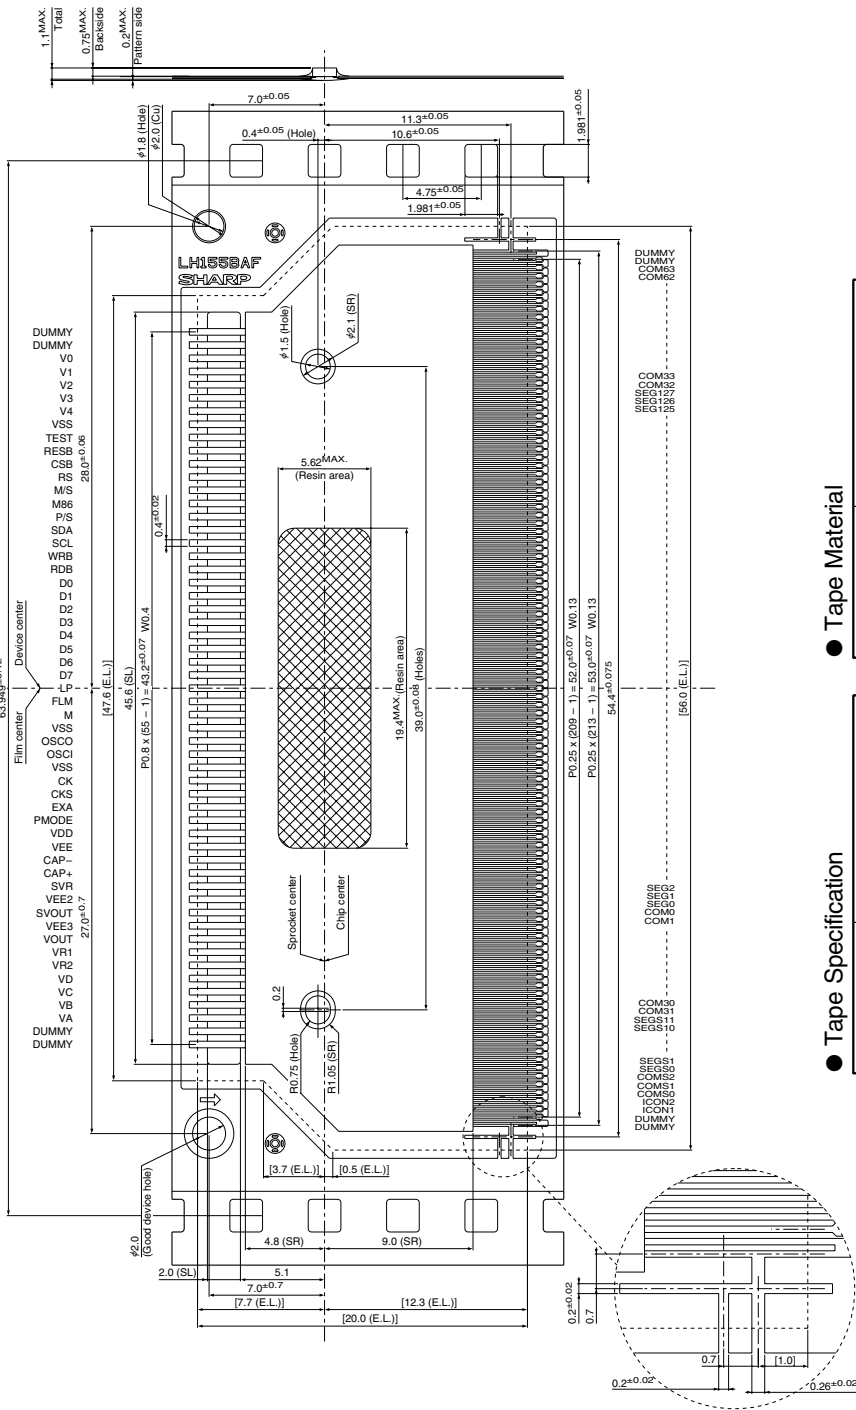 1.1MAX.
Total
0.75MAX.
Backside
0.2MAX.
Pattern side
7.0±0.05
11.3±0.05
0.4±0.05 (Hole)
10.6±0.05
1.981±0.05
φ1.8 (Hole)
φ2.0 (Cu)
4.75±0.05
1.981±0.05
LH155BAF
SHARP
φ1.5 (Hole)
φ2.1 (SR)
DUMMY
DUMMY
COM63
COM62
COM33
COM32
SEG127
SEG126
SEG125
SEG2
SEG1
SEG0
COM0
COM1
COM30
COM31
SEGS11
SEGS10
SEGS1
SEGS0
COMS2
COMS1
COMS0
ICON2
ICON1
DUMMY
DUMMY
DUMMY
DUMMY
V0
V1
V2
V3
V4
VSS
TEST
RESB
CSB
RS
M/S
M86
P/S
SDA
SCL
WRB
RDB
D0
D1
D2
D3
D4
D5
D6
D7
LP
FLM
M
VSS
OSCO
OSCI
VSS
CK
CKS
EXA
PMODE
VDD
VEE
CAP–
CAP+
SVR
VEE2
SVOUT
VEE3
VOUT
VR1
VR2
VD
VC
VB
VA
DUMMY
DUMMY
28.0±0.06
27.0±0.7
Film center
Device center
0.4±0.02
[47.6 (E.L.)]
45.6 (SL)
P0.8 x (55 – 1) = 43.2±0.07 W0.4
5.62MAX.
(Resin area)
19.4MAX.(Resin area)
39.0±0.08 (Holes)
P0.25 x (209 – 1) = 52.0±0.07 W0.13
P0.25 x (213 – 1) = 53.0±0.07 W0.13
54.4±0.075
[56.0 (E.L.)]
Sprocket center
Chip center
0.2
R0.75 (Hole)
R1.05 (SR)
φ2.0
(Good device hole)
[3.7 (E.L.)]
[0.5 (E.L.)]
4.8 (SR)
9.0 (SR)
2.0 (SL)
5.1
7.0±0.7
[7.7 (E.L.)]
[12.3 (E.L.)]
[20.0 (E.L.)]
0.2±0.02
0.7
0.7
[1.0]
0.2±0.02
0.26±0.02
● Tape Material
● Tape Specification